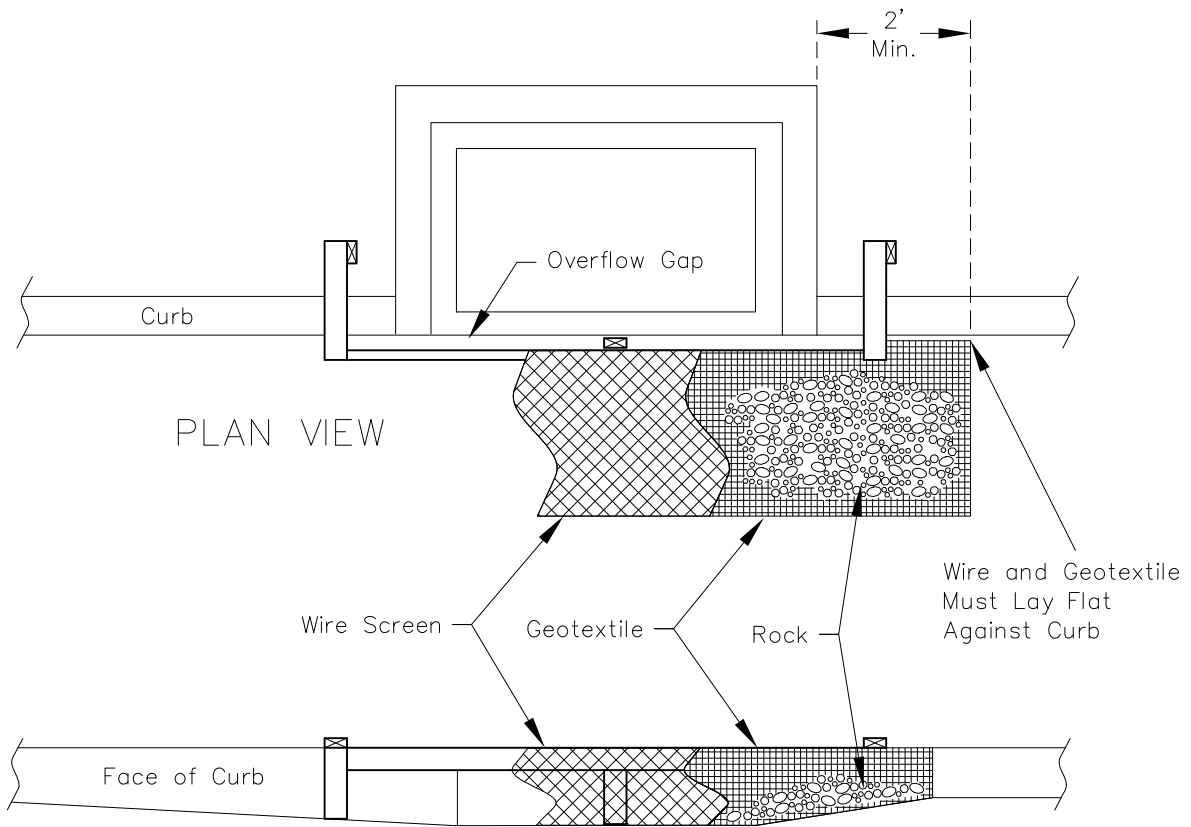 2'
Min.
Overflow Gap
Curb
PLAN VIEW
Wire and Geotextile
Must Lay Flat
Against Curb
Wire Screen
Geotextile
Rock
Face of Curb